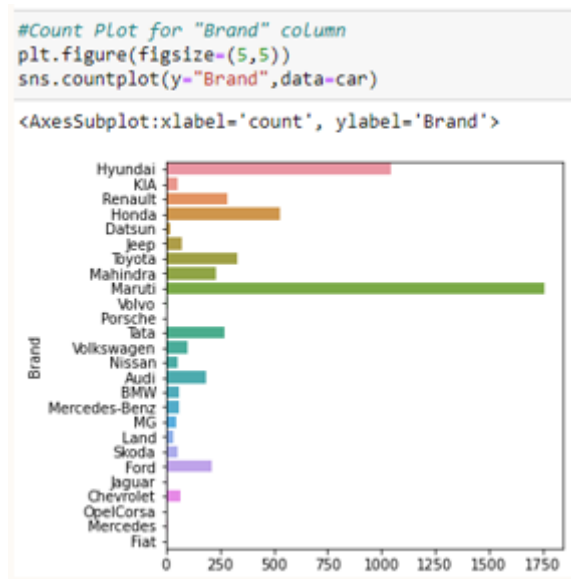 #Count Plot for "Brand" column
plt.figure(figsize=(5,5))
sns.countplot(y="Brand",data=car)
<AxesSubplot:xlabel='count', ylabel='Brand'>
Hyundai
KIA
Renault
Honda
Datsun
Jeep
Toyota
Mahindra
Maruti
Volvo
Porsche
Tata
Volkswagen
Nissan
Audi
BMW
Mercedes-Benz
MG
Land
Skoda
Ford
Jaguar
Chevrolet
OpelCorsa
Mercedes
Fiat
Brand
0 250 500 750 1000 1250 1500 1750